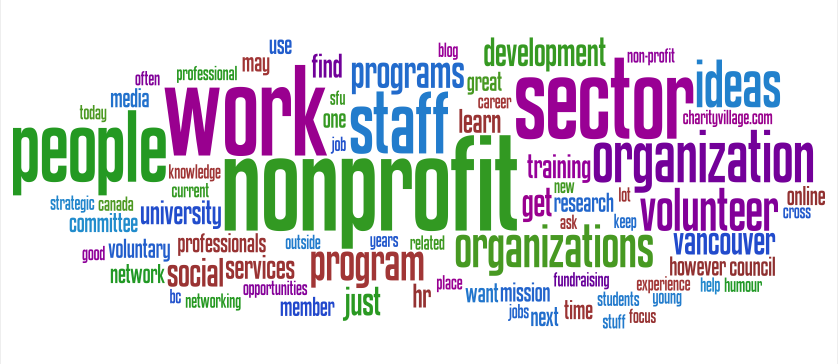 use
blog
development
non-profit
may
find
often
professional
programs
great
ideas
media
work
sfu
career
sector
today
one
staff
learn
charityvillage.com
people
job
nonprofit
training
organization
knowledge
current
new
strategic
canada
university
get
research
lot
volunteer
online
cross
committee
ask
keep
good
voluntary
professionals
outside
years
related
organizations
vancouver
network
social
services
program
however
council
opportunities
place
fundraising
experience
help
humour
bc
networking
member
just
hr
want
mission
students
young
jobs
next
time
stuff
focus